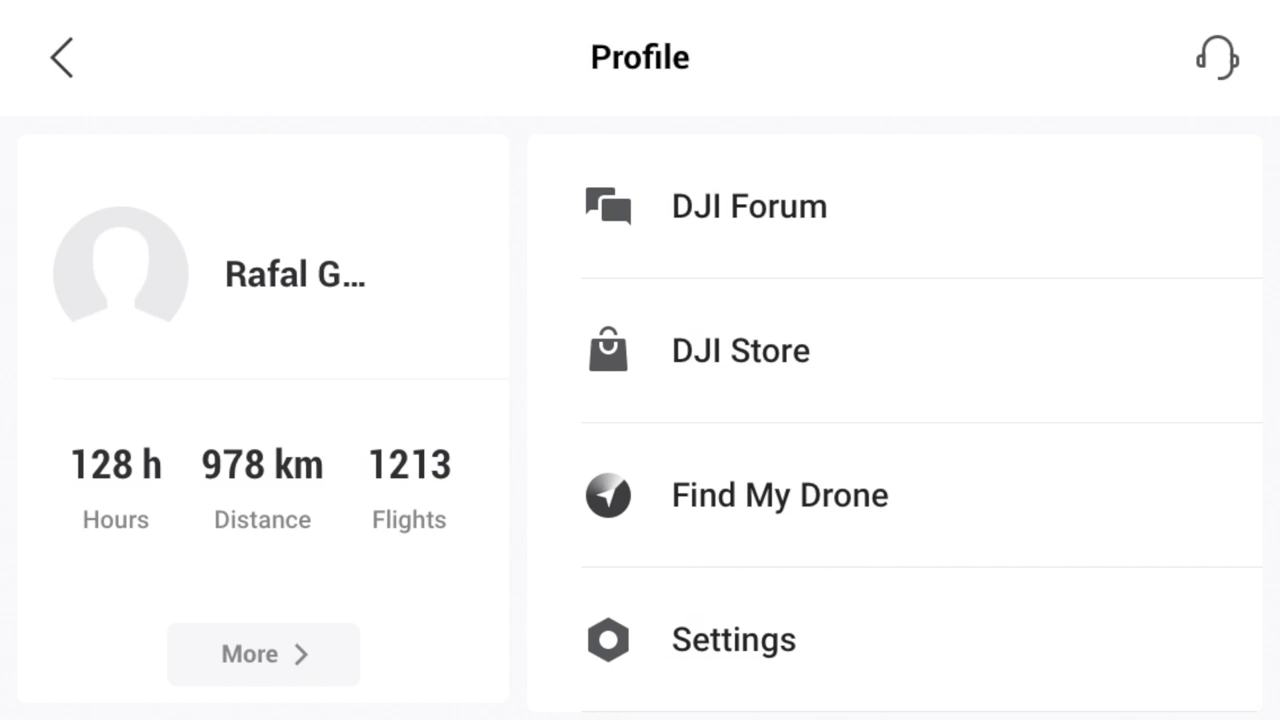 Profile
Rafal G...
128 h 978 km 1213
Hours Distance Flights
More
DJI Forum
DJI Store
Find My Drone
Settings